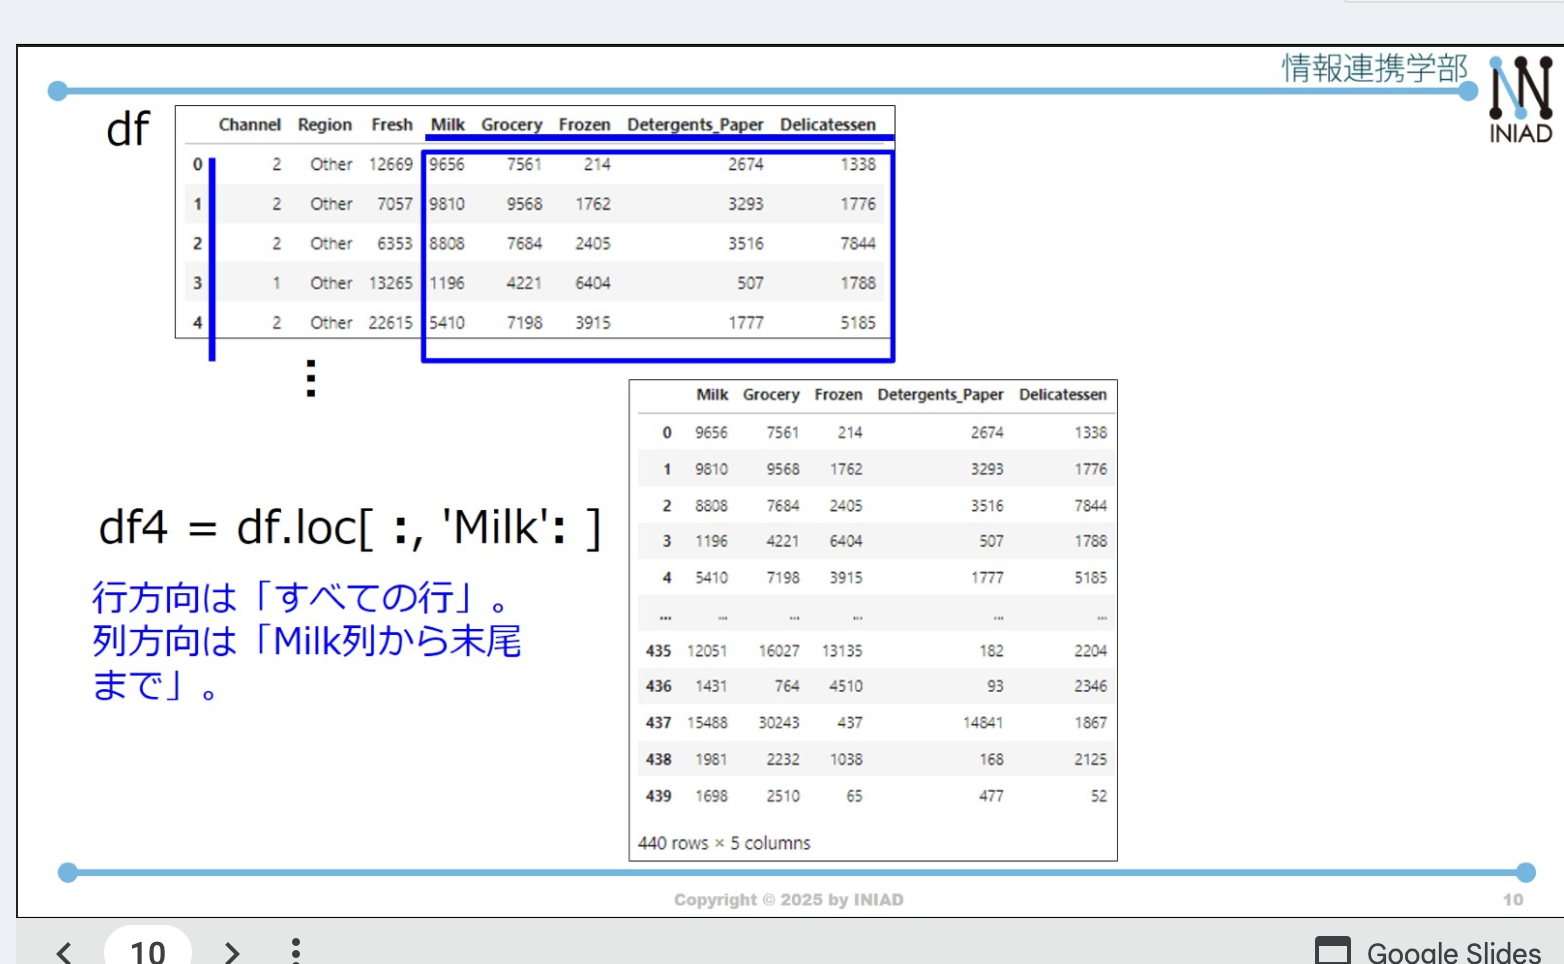 情報連携学部
INIAD
df
Channel Region Fresh Milk Grocery Frozen Detergents_Paper Delicatessen
0 2 Other 12669 9656 7561 214 2674 1338
1 2 Other 7057 9810 9568 1762 3293 1776
2 2 Other 6353 8808 7684 2405 3516 7844
3 1 Other 13265 1196 4221 6404 507 1788
4 2 Other 22615 5410 7198 3915 1777 5185
⋮
df4 = df.loc[ :, 'Milk': ]
行方向は「すべての行」。
列方向は「Milk列から末尾
まで」。
Milk Grocery Frozen Detergents_Paper Delicatessen
0 9656 7561 214 2674 1338
1 9810 9568 1762 3293 1776
2 8808 7684 2405 3516 7844
3 1196 4221 6404 507 1788
4 5410 7198 3915 1777 5185
... ... ... ... ... ...
435 12051 16027 13135 182 2204
436 1431 764 4510 93 2346
437 15488 30243 437 14841 1867
438 1981 2232 1038 168 2125
439 1698 2510 65 477 52
440 rows × 5 columns
Copyright © 2025 by INIAD
10
10
Google Slides